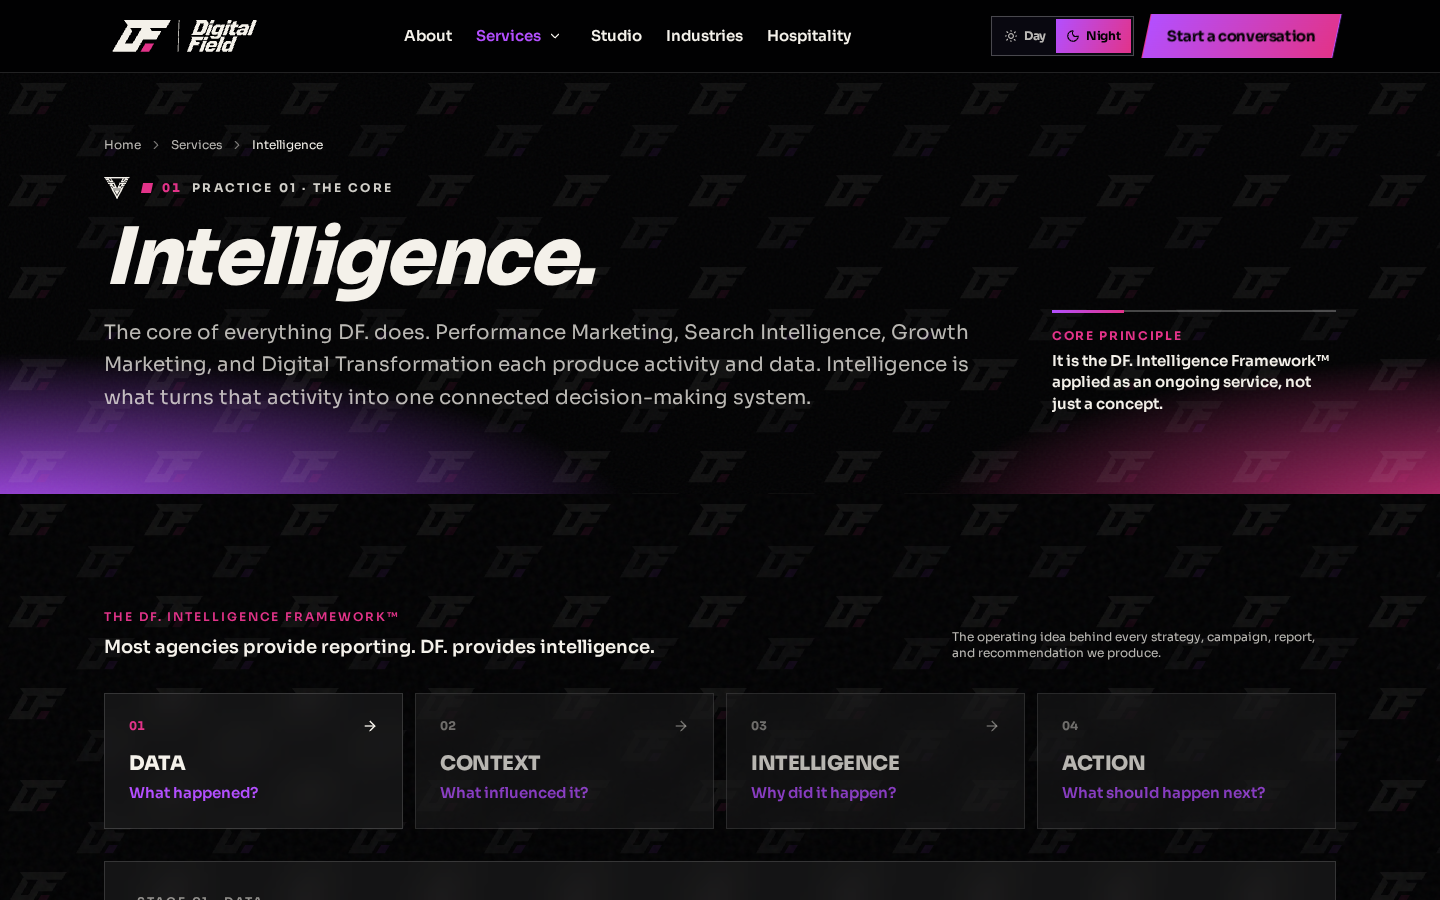 DF Digital Field
About
Services
Studio
Industries
Hospitality
Day
Night
Start a conversation
Home > Services > Intelligence
01 PRACTICE 01 · THE CORE
Intelligence.
The core of everything DF. does. Performance Marketing, Search Intelligence, Growth
Marketing, and Digital Transformation each produce activity and data. Intelligence is
what turns that activity into one connected decision-making system.
CORE PRINCIPLE
It is the DF. Intelligence Framework™
applied as an ongoing service, not
just a concept.
THE DF. INTELLIGENCE FRAMEWORK™
Most agencies provide reporting. DF. provides intelligence.
The operating idea behind every strategy, campaign, report,
and recommendation we produce.
01
DATA
What happened?
02
CONTEXT
What influenced it?
03
INTELLIGENCE
Why did it happen?
04
ACTION
What should happen next?
STAGE 01 · DATA